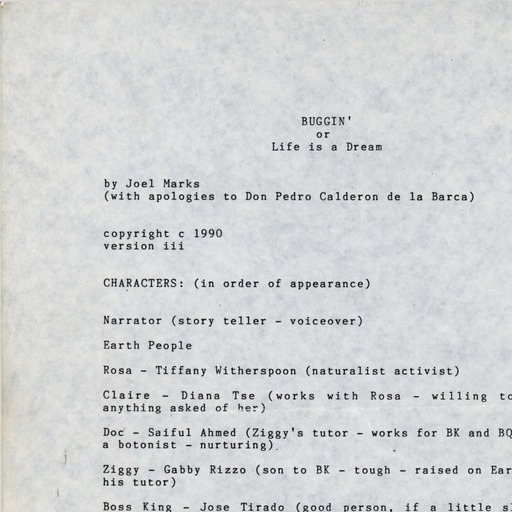 BUGGIN'
or
Life is a Dream
by Joel Marks
(with apologies to Don Pedro Calderon de la Barca)
copyright c 1990
version iii
CHARACTERS: (in order of appearance)
Narrator (story teller - voiceover)
Earth People
Rosa - Tiffany Witherspoon (naturalist activist)
Claire - Diana Tse (works with Rosa - willing to
anything asked of her)
Doc - Saiful Ahmed (Ziggy's tutor - works for BK and BQ
a botonist - nurturing)
Ziggy - Gabby Rizzo (son to BK - tough - raised on Ear
his tutor)
Boss King - Jose Tirado (good person, if a little